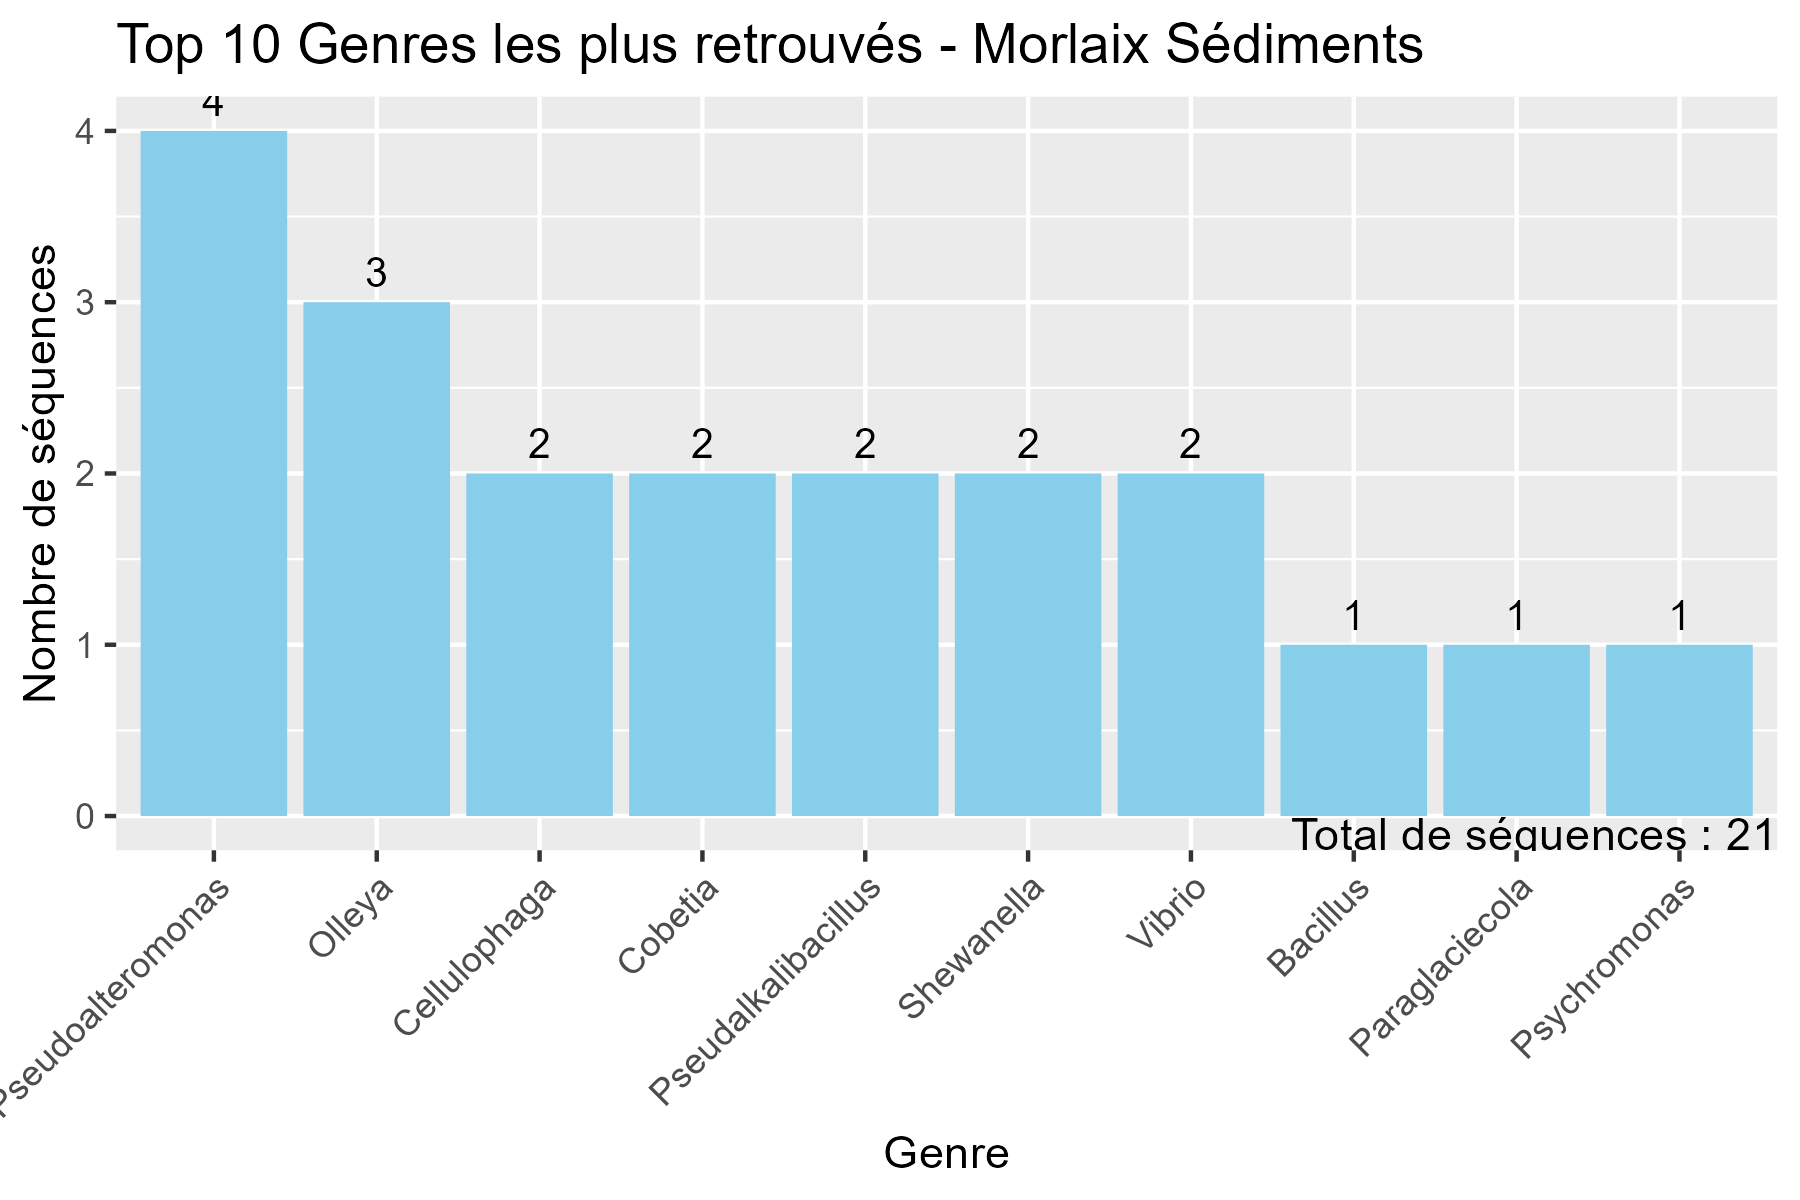 Top 10 Genres les plus retrouvés - Morlaix Sédiments
Nombre de séquences
4
3
2
1
0
4
3
2
2
2
2
2
1
1
1
Total de séquences : 21
Pseudoalteromonas
Olleya
Cellulophaga
Cobetia
Pseudalkalibacillus
Shewanella
Vibrio
Bacillus
Paraglaciecola
Psychromonas
Genre